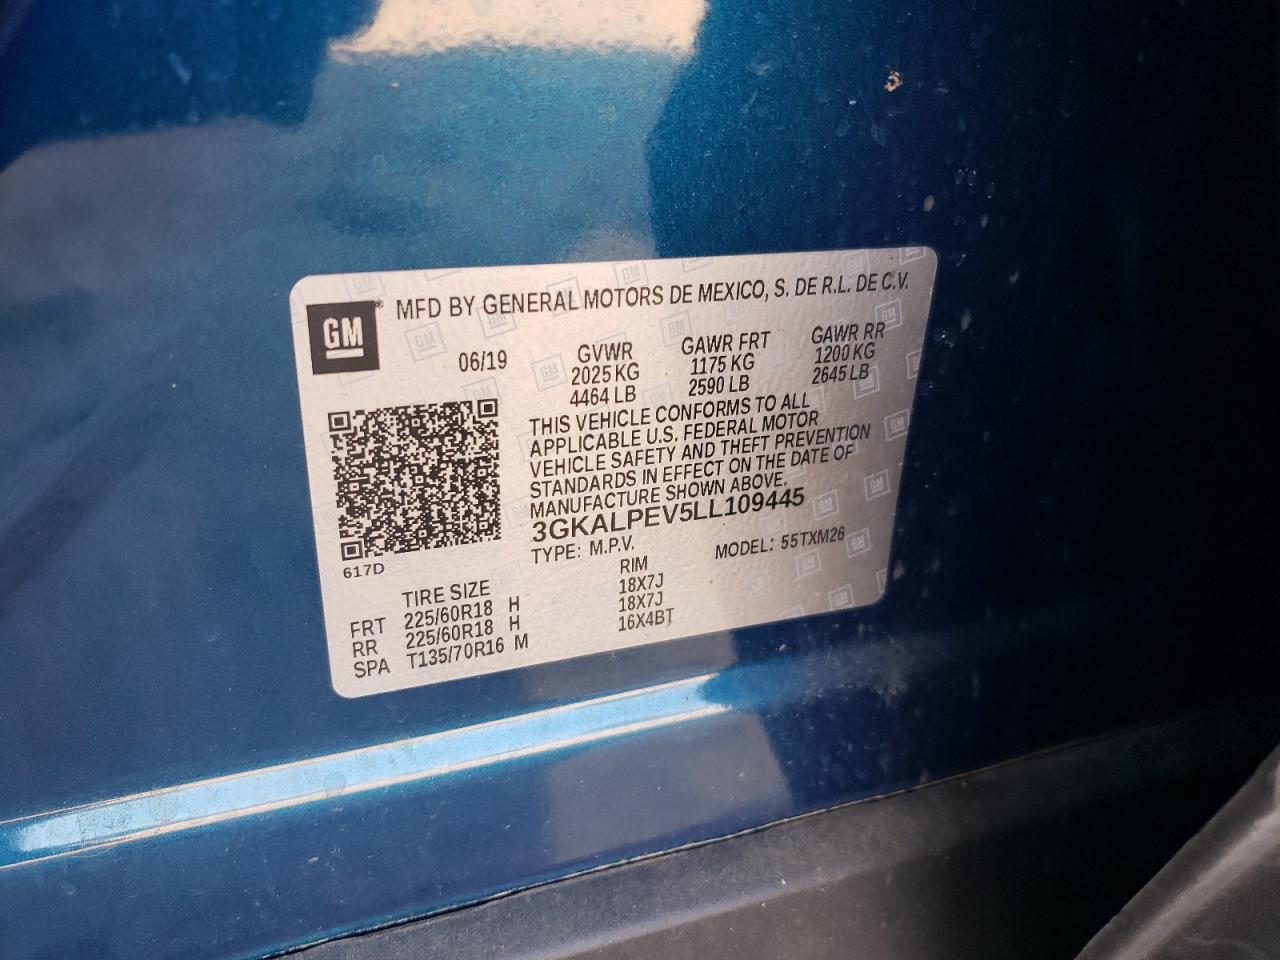 GM
MFD BY GENERAL MOTORS DE MEXICO, S. DE R.L. DE C.V.
06/19
GVWR GAWR FRT GAWR RR
2025 KG 1175 KG 1200 KG
4464 LB 2590 LB 2645 LB
THIS VEHICLE CONFORMS TO ALL
APPLICABLE U.S. FEDERAL MOTOR
VEHICLE SAFETY AND THEFT PREVENTION
STANDARDS IN EFFECT ON THE DATE OF
MANUFACTURE SHOWN ABOVE.
3GKALPEV5LL109445
TYPE: M.P.V. MODEL: 55TXM26
617D
TIRE SIZE RIM
FRT 225/60R18 H 18X7J
RR 225/60R18 H 18X7J
SPA T135/70R16 M 16X4BT